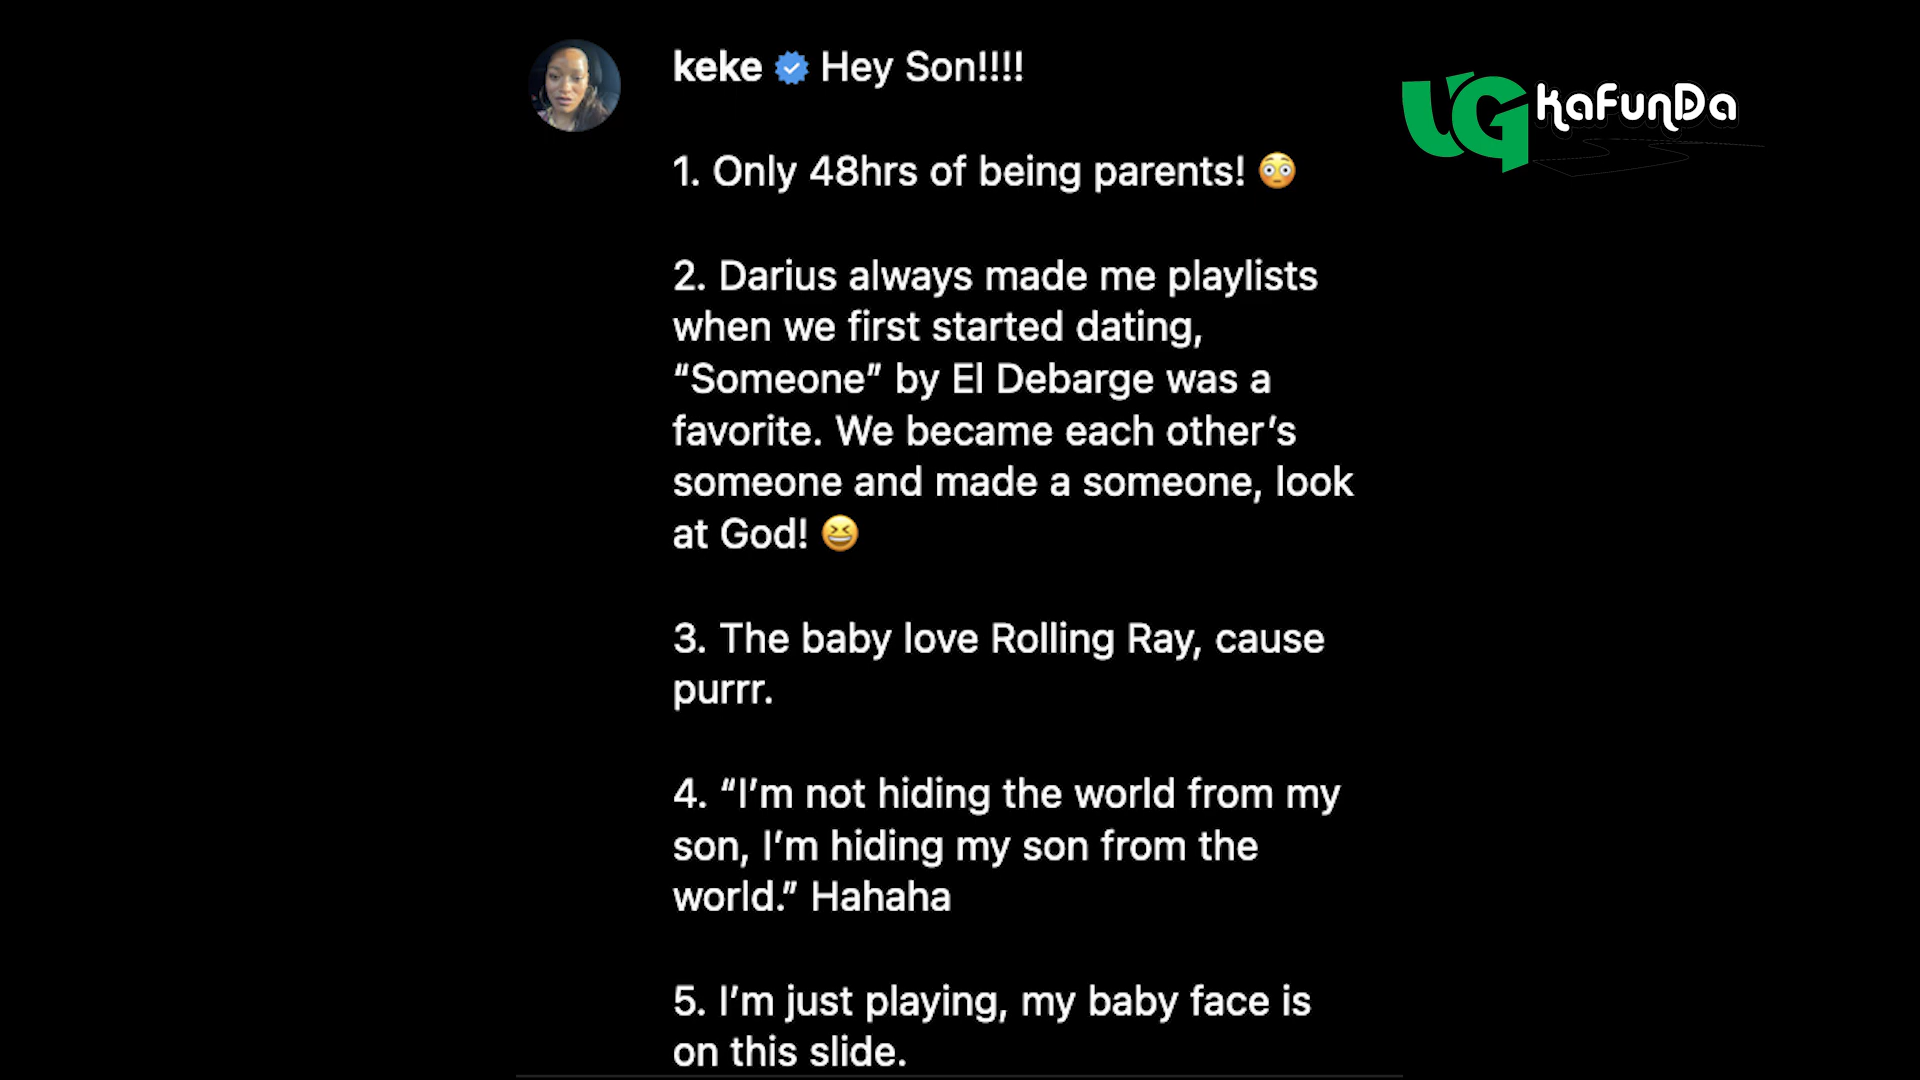 keke Hey Son!!!!
UG KaFunDa
1. Only 48hrs of being parents! 😳
2. Darius always made me playlists
when we first started dating,
“Someone” by El Debarge was a
favorite. We became each other’s
someone and made a someone, look
at God! 😆
3. The baby love Rolling Ray, cause
purrr.
4. “I’m not hiding the world from my
son, I’m hiding my son from the
world.” Hahaha
5. I’m just playing, my baby face is
on this slide.